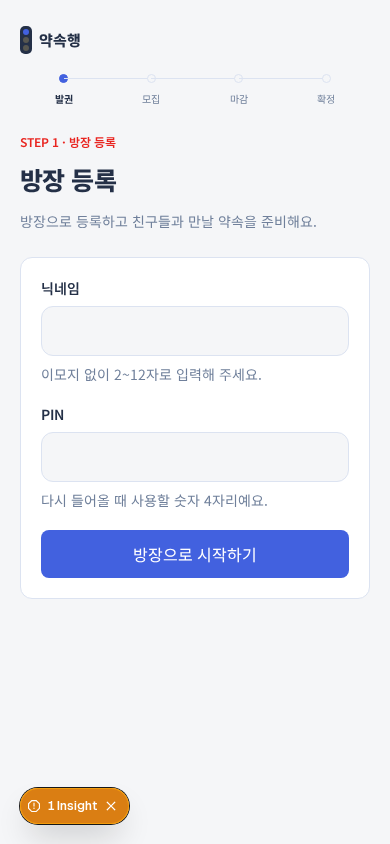 약속행
발권 모집 마감 확정
STEP 1 · 방장 등록
방장 등록
방장으로 등록하고 친구들과 만날 약속을 준비해요.
닉네임
이모지 없이 2~12자로 입력해 주세요.
PIN
다시 들어올 때 사용할 숫자 4자리예요.
방장으로 시작하기
1 Insight